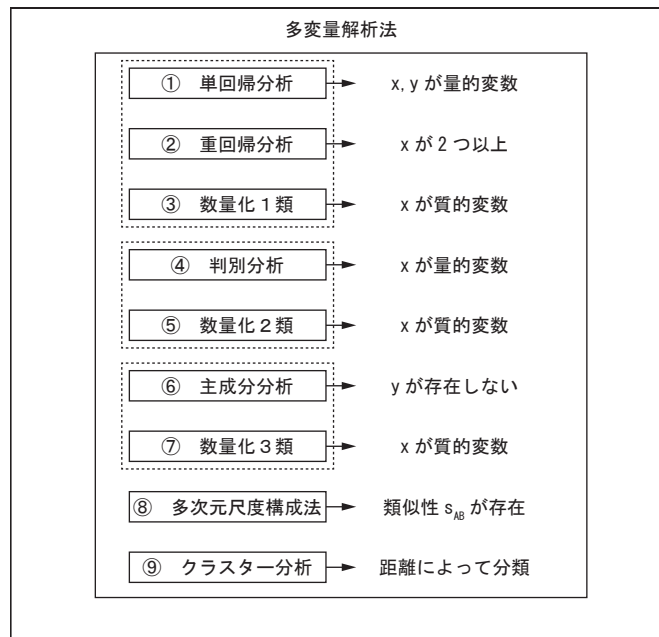 多変量解析法
① 単回帰分析 x, y が量的変数
② 重回帰分析 x が 2 つ以上
③ 数量化1類 x が質的変数
④ 判別分析 x が量的変数
⑤ 数量化2類 x が質的変数
⑥ 主成分分析 y が存在しない
⑦ 数量化3類 x が質的変数
⑧ 多次元尺度構成法 類似性 s_AB が存在
⑨ クラスター分析 距離によって分類